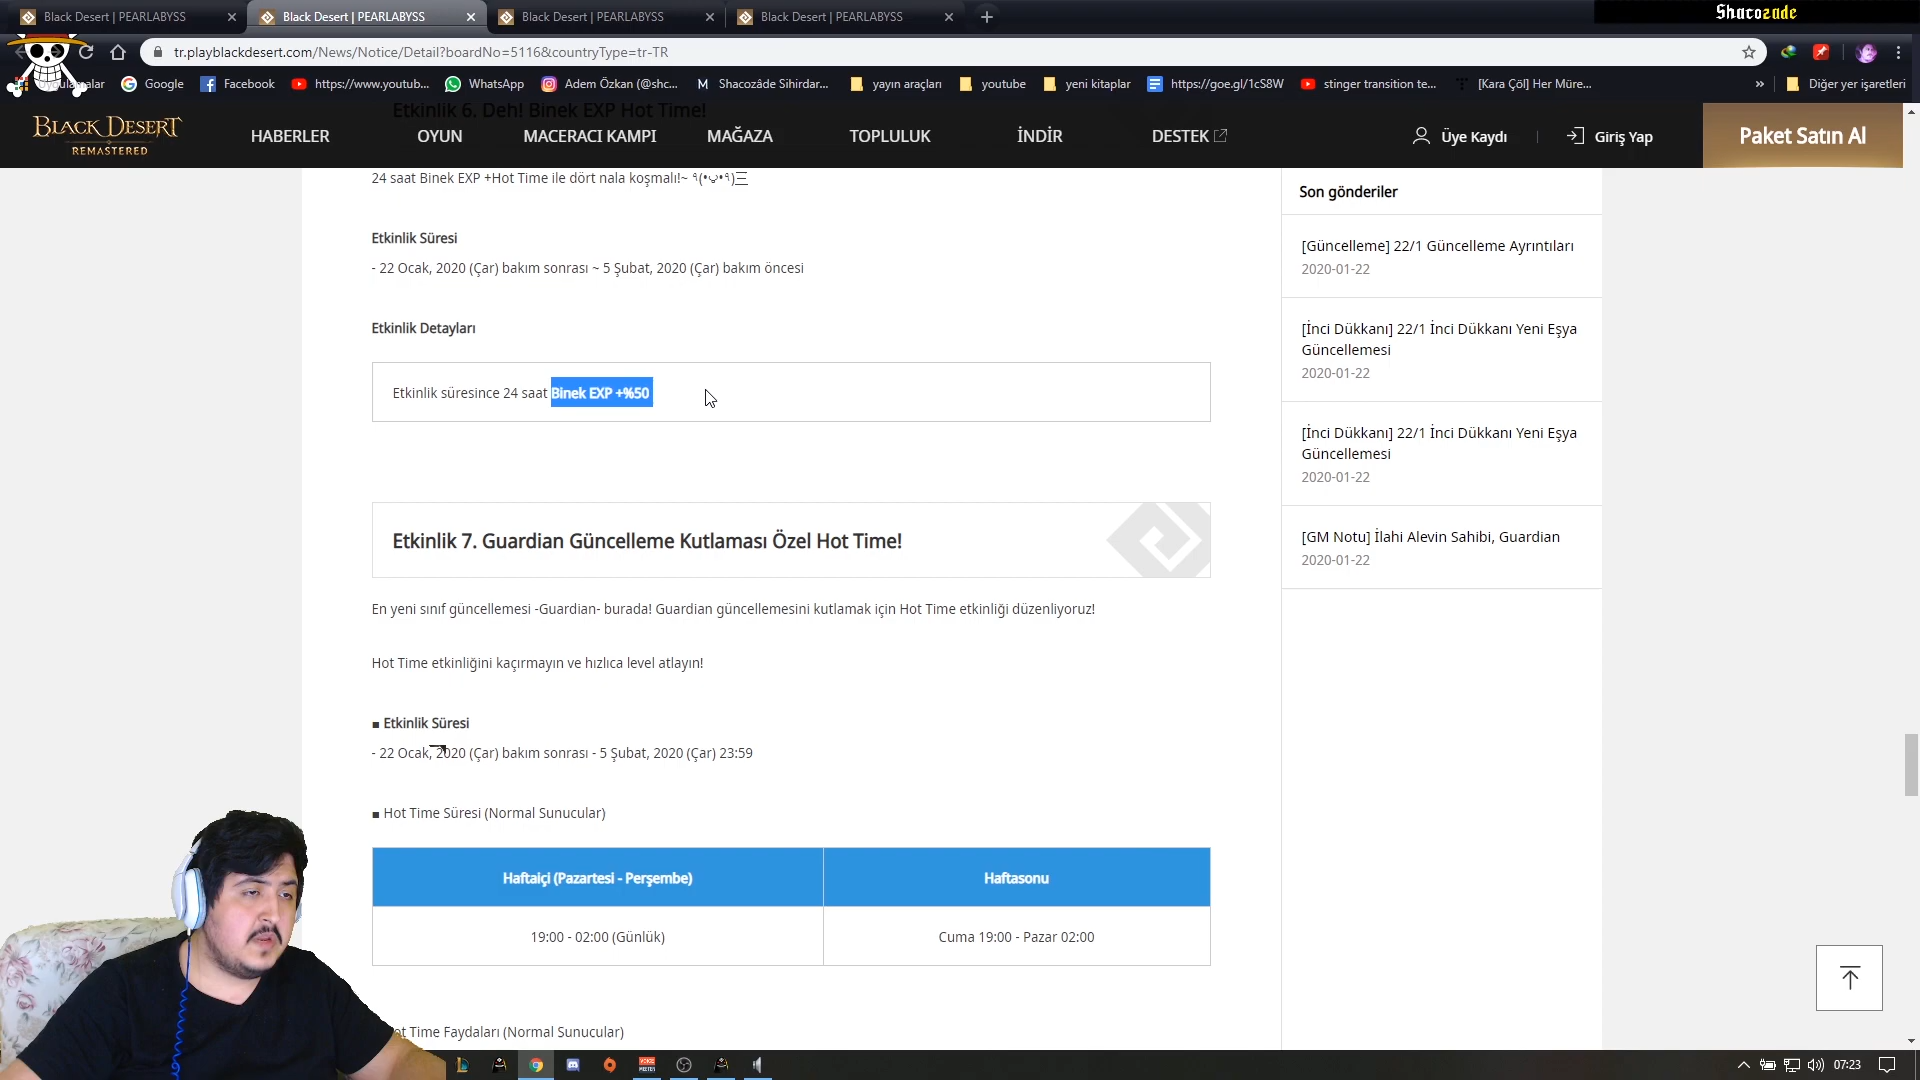 Black Desert | PEARLABYSS
Black Desert | PEARLABYSS
Black Desert | PEARLABYSS
Black Desert | PEARLABYSS
Shacozade
tr.playblackdesert.com/News/Notice/Detail?boardNo=5116&countryType=tr-TR
Google
Facebook
https://www.youtub...
WhatsApp
Adem Özkan (@shc...
Shacozâde Sihirdar...
yayın araçları
youtube
yeni kitaplar
https://goe.gl/1cS8W
stinger transition te...
[Kara Çöl] Her Müre...
»
Diğer yer işaretleri
Etkinlik 6. Deh! Binek EXP Hot Time!
BLACK DESERT
REMASTERED
HABERLER
OYUN
MACERACI KAMPI
MAĞAZA
TOPLULUK
İNDİR
DESTEK
Üye Kaydı
Giriş Yap
Paket Satın Al
24 saat Binek EXP +Hot Time ile dört nala koşmalı!~ ٩(•ᴗ•٩)三
Etkinlik Süresi
- 22 Ocak, 2020 (Çar) bakım sonrası ~ 5 Şubat, 2020 (Çar) bakım öncesi
Etkinlik Detayları
Etkinlik süresince 24 saat Binek EXP +%50
Etkinlik 7. Guardian Güncelleme Kutlaması Özel Hot Time!
En yeni sınıf güncellemesi -Guardian- burada! Guardian güncellemesini kutlamak için Hot Time etkinliği düzenliyoruz!
Hot Time etkinliğini kaçırmayın ve hızlıca level atlayın!
■ Etkinlik Süresi
- 22 Ocak, 2020 (Çar) bakım sonrası - 5 Şubat, 2020 (Çar) 23:59
■ Hot Time Süresi (Normal Sunucular)
Haftaiçi (Pazartesi - Perşembe)
Haftasonu
19:00 - 02:00 (Günlük)
Cuma 19:00 - Pazar 02:00
ot Time Faydaları (Normal Sunucular)
Son gönderiler
[Güncelleme] 22/1 Güncelleme Ayrıntıları
2020-01-22
[İnci Dükkanı] 22/1 İnci Dükkanı Yeni Eşya
Güncellemesi
2020-01-22
[İnci Dükkanı] 22/1 İnci Dükkanı Yeni Eşya
Güncellemesi
2020-01-22
[GM Notu] İlahi Alevin Sahibi, Guardian
2020-01-22
07:23